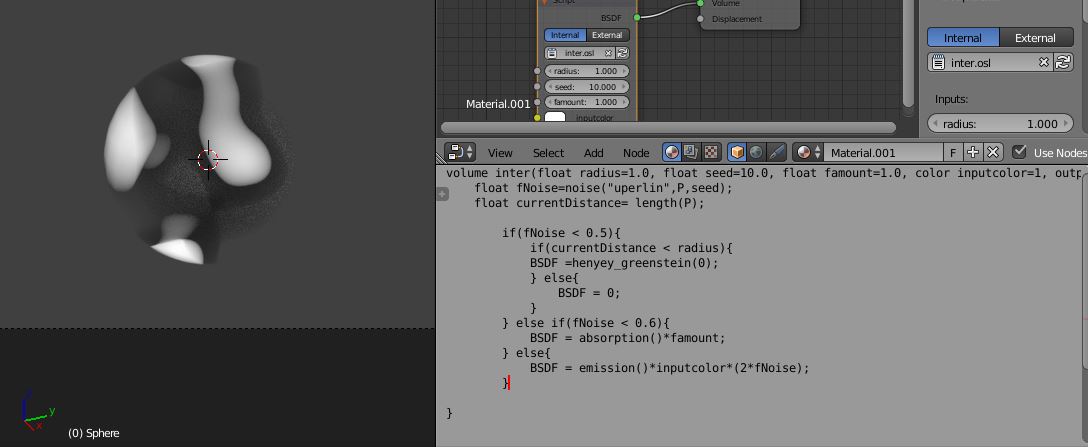 Script
Volume
BSDF
Displacement
Internal External
inter.osl
radius: 1.000
seed: 10.000
famount: 1.000
inputcolor
Material.001
Internal External
inter.osl
Inputs:
radius: 1.000
View Select Add Node
Material.001 F
Use Nodes
volume inter(float radius=1.0, float seed=10.0, float famount=1.0, color inputcolor=1, outp
float fNoise=noise("uperlin",P,seed);
float currentDistance= length(P);
if(fNoise < 0.5){
if(currentDistance < radius){
BSDF =henyey_greenstein(0);
} else{
BSDF = 0;
}
} else if(fNoise < 0.6){
BSDF = absorption()*famount;
} else{
BSDF = emission()*inputcolor*(2*fNoise);
}
}
z
y
x
(0) Sphere